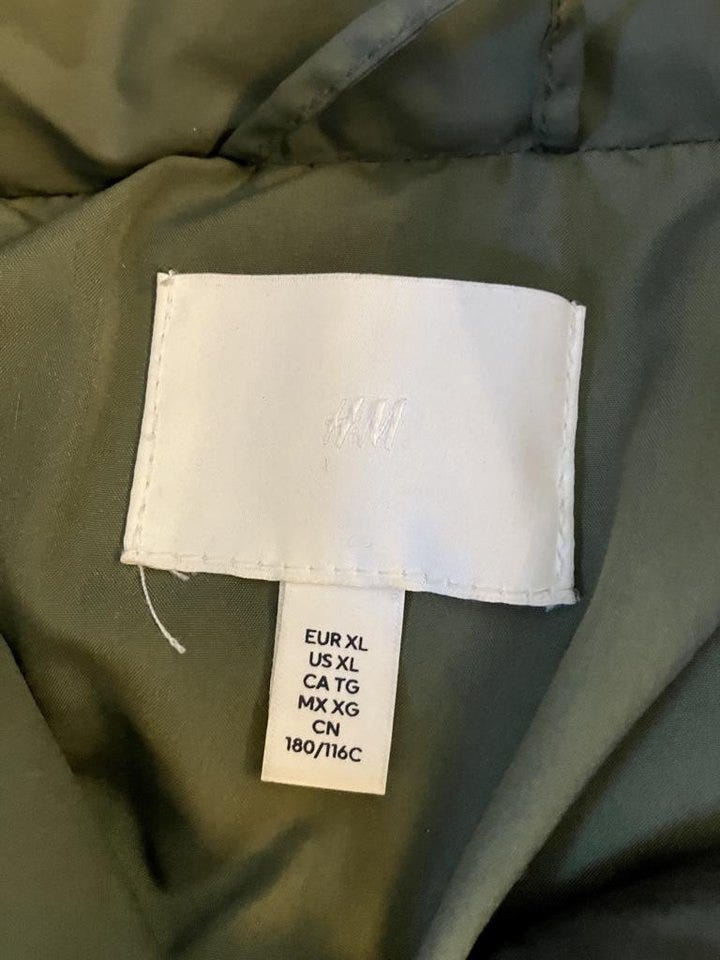 H&M
EUR XL
US XL
CA TG
MX XG
CN
180/116C